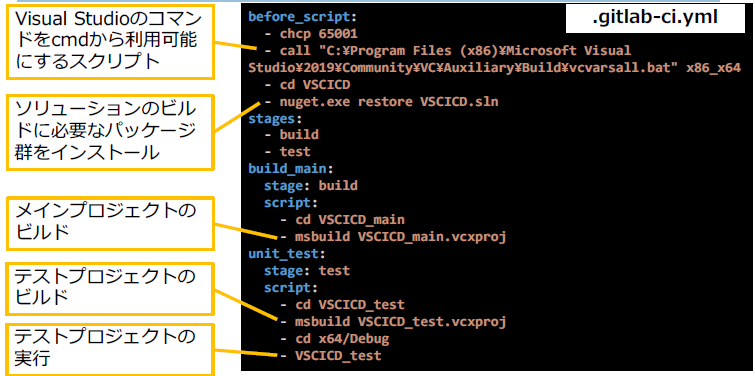 Visual Studioのコマン
ドをcmdから利用可能
にするスクリプト
ソリューションのビル
ドに必要なパッケージ
群をインストール
メインプロジェクトの
ビルド
テストプロジェクトの
ビルド
テストプロジェクトの
実行
.gitlab-ci.yml
before_script:
- chcp 65001
- call "C:¥Program Files (x86)¥Microsoft Visual
Studio¥2019¥Community¥VC¥Auxiliary¥Build¥vcvarsall.bat" x86_x64
- cd VSCICD
- nuget.exe restore VSCICD.sln
stages:
- build
- test
build_main:
stage: build
script:
- cd VSCICD_main
- msbuild VSCICD_main.vcxproj
unit_test:
stage: test
script:
- cd VSCICD_test
- msbuild VSCICD_test.vcxproj
- cd x64/Debug
- VSCICD_test